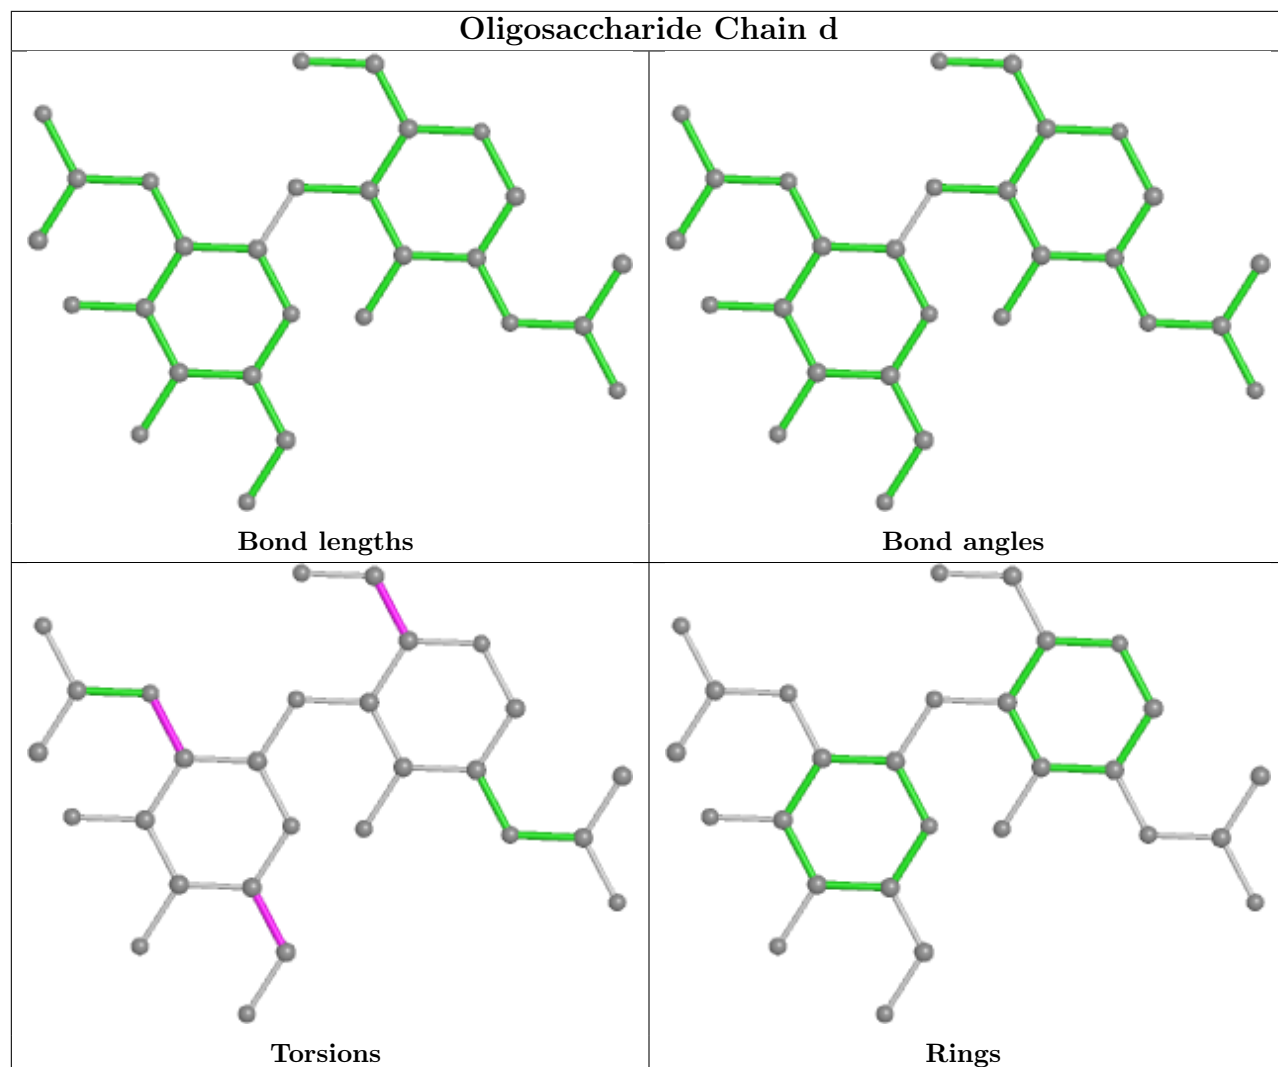 Oligosaccharide Chain d
Bond lengths
Bond angles
Torsions
Rings